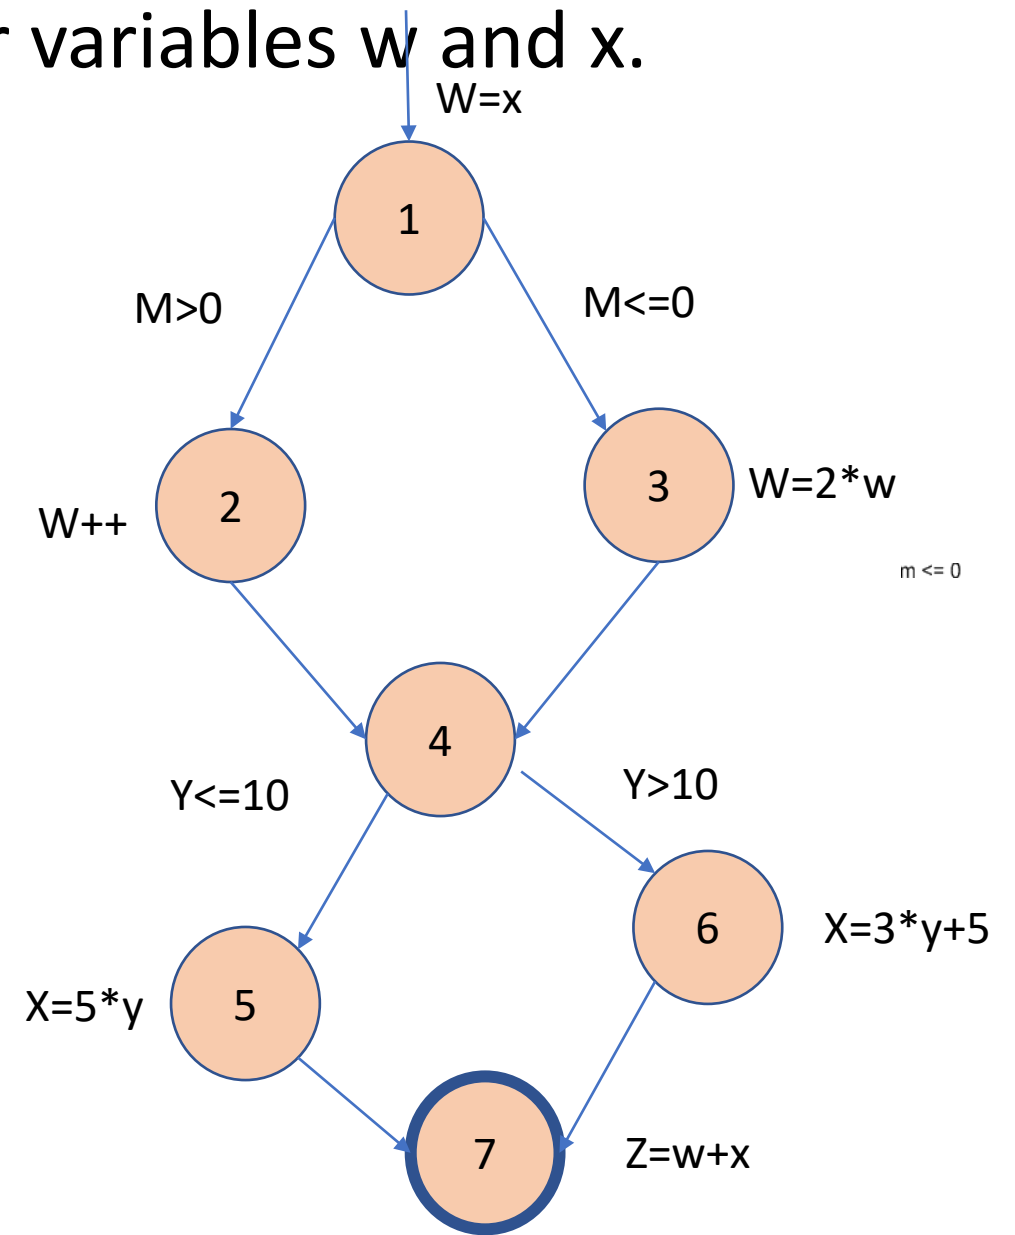 r variables w and x.
W=x
1
M>0
M<=0
2
3
W=2*w
W++
m <= 0
4
Y<=10
Y>10
6
X=3*y+5
X=5*y
5
7
Z=w+x